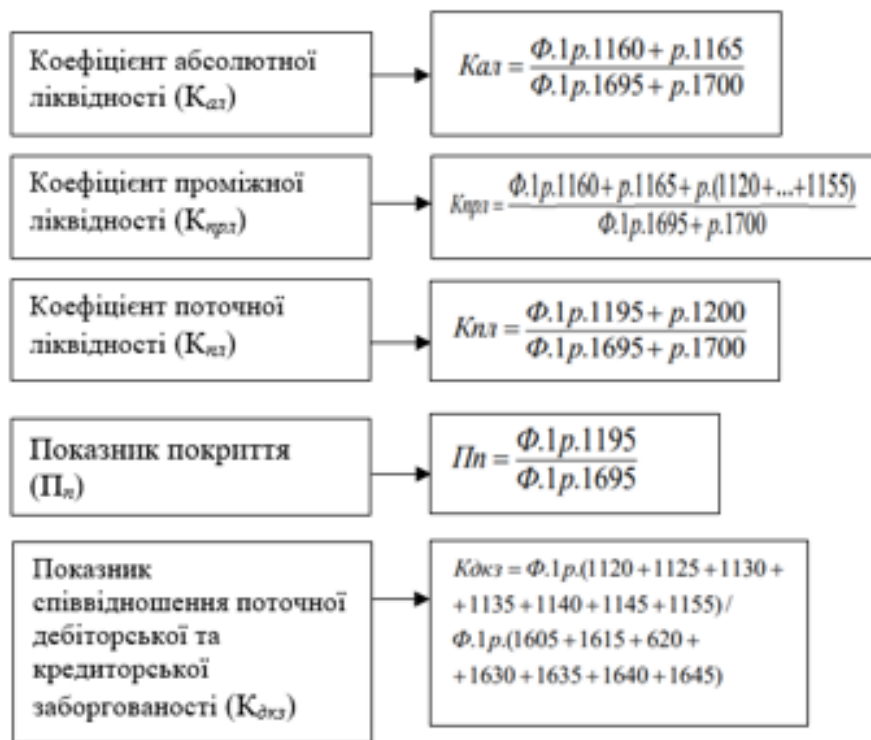 Коефіцієнт абсолютної
ліквідності (Кал)
Кал = Ф.1р.1160 + р.1165
Ф.1р.1695 + р.1700
Коефіцієнт проміжної
ліквідності (Кпрл)
Кпрл = Ф.1р.1160 + р.1165 + р.(1120 +...+1155)
Ф.1р.1695 + р.1700
Коефіцієнт поточної
ліквідності (Кпл)
Кпл = Ф.1р.1195 + р.1200
Ф.1р.1695 + р.1700
Показник покриття
(Пп)
Пп = Ф.1р.1195
Ф.1р.1695
Показник
співвідношення поточної
дебіторської та
кредиторської
заборгованості (Кдкз)
Кдкз = Ф.1р.(1120 + 1125 + 1130 +
+1135 + 1140 + 1145 + 1155) /
Ф.1р.(1605 + 1615 + 620 +
+1630 + 1635 + 1640 + 1645)